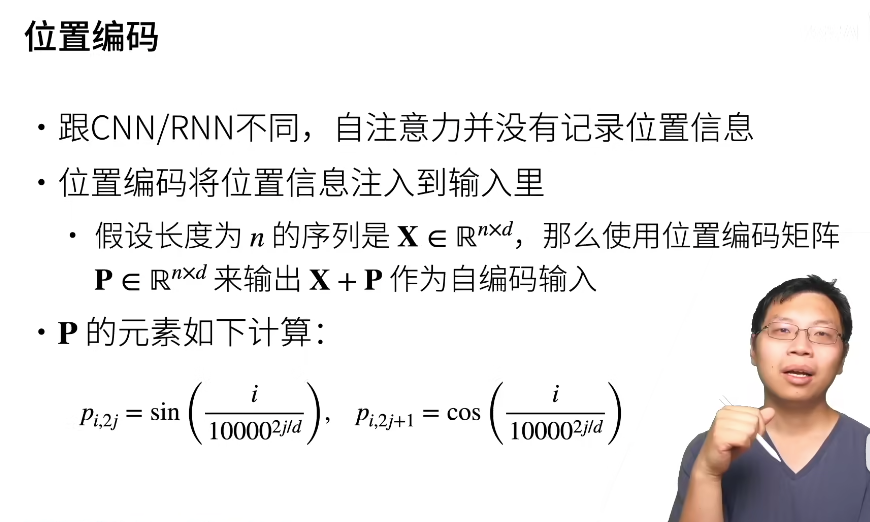 位置编码
• 跟CNN/RNN不同，自注意力并没有记录位置信息
• 位置编码将位置信息注入到输入里
• 假设长度为 n 的序列是 X ∈ ℝ^{n×d}，那么使用位置编码矩阵
P ∈ ℝ^{n×d} 来输出 X + P 作为自编码输入
• P 的元素如下计算：
p_{i,2j} = sin(i / 10000^{2j/d}), p_{i,2j+1} = cos(i / 10000^{2j/d})